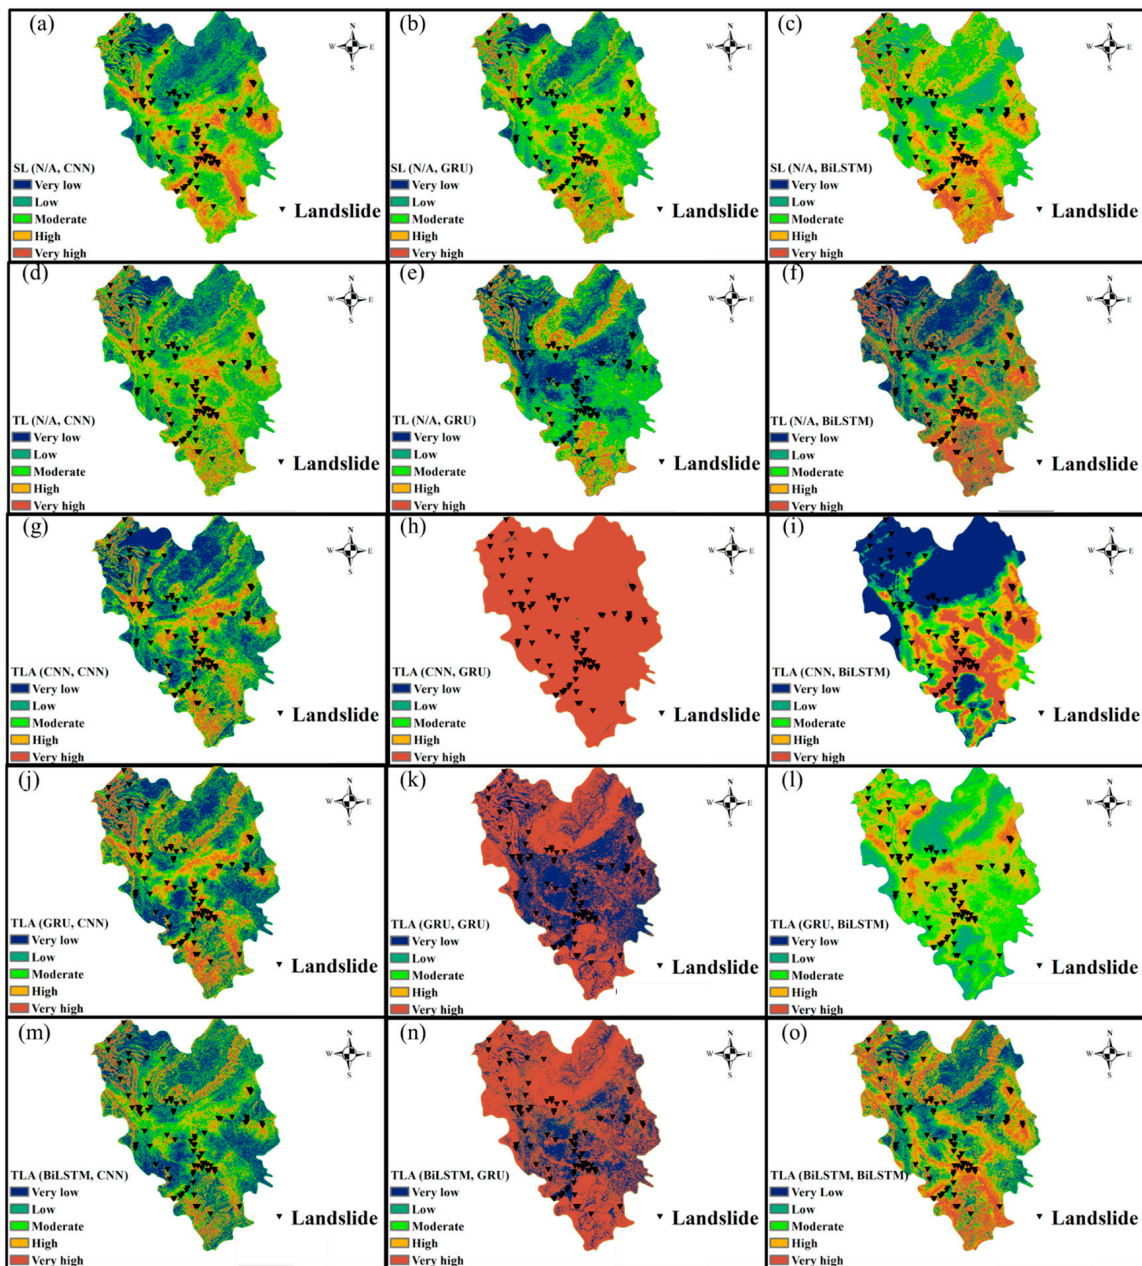 (a)
N
W E
S
SL (N/A, CNN)
Very low
Low
Moderate
High
Very high
Landslide
(b)
N
W E
S
SL (N/A, GRU)
Very low
Low
Moderate
High
Very high
Landslide
(c)
N
W E
S
SL (N/A, BiLSTM)
Very low
Low
Moderate
High
Very high
Landslide
(d)
N
W E
S
TL (N/A, CNN)
Very low
Low
Moderate
High
Very high
Landslide
(e)
N
W E
S
TL (N/A, GRU)
Very low
Low
Moderate
High
Very high
Landslide
(f)
N
W E
S
TL (N/A, BiLSTM)
Very low
Low
Moderate
High
Very high
Landslide
(g)
N
W E
S
TLA (CNN, CNN)
Very low
Low
Moderate
High
Very high
Landslide
(h)
N
W E
S
TLA (CNN, GRU)
Very low
Low
Moderate
High
Very high
Landslide
(i)
N
W E
S
TLA (CNN, BiLSTM)
Very low
Low
Moderate
High
Very high
Landslide
(j)
N
W E
S
TLA (GRU, CNN)
Very low
Low
Moderate
High
Very high
Landslide
(k)
N
W E
S
TLA (GRU, GRU)
Very low
Low
Moderate
High
Very high
Landslide
(l)
N
W E
S
TLA (GRU, BiLSTM)
Very low
Low
Moderate
High
Very high
Landslide
(m)
N
W E
S
TLA (BiLSTM, CNN)
Very low
Low
Moderate
High
Very high
Landslide
(n)
N
W E
S
TLA (BiLSTM, GRU)
Very low
Low
Moderate
High
Very high
Landslide
(o)
N
W E
S
TLA (BiLSTM, BiLSTM)
Very Low
Low
Moderate
High
Very high
Landslide